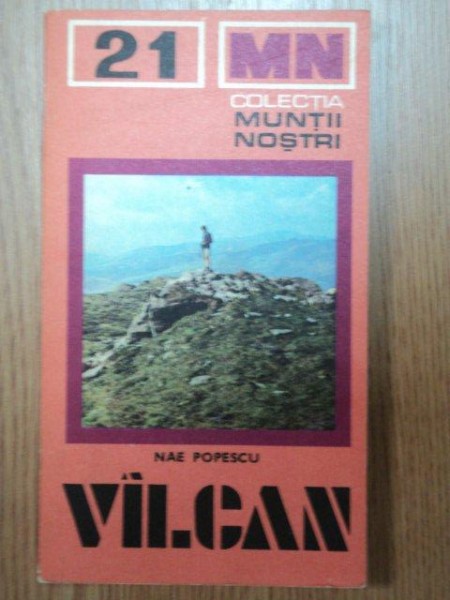 21 MN
COLECȚIA
MUNȚII
NOȘTRI
NAE POPESCU
VÎLCAN